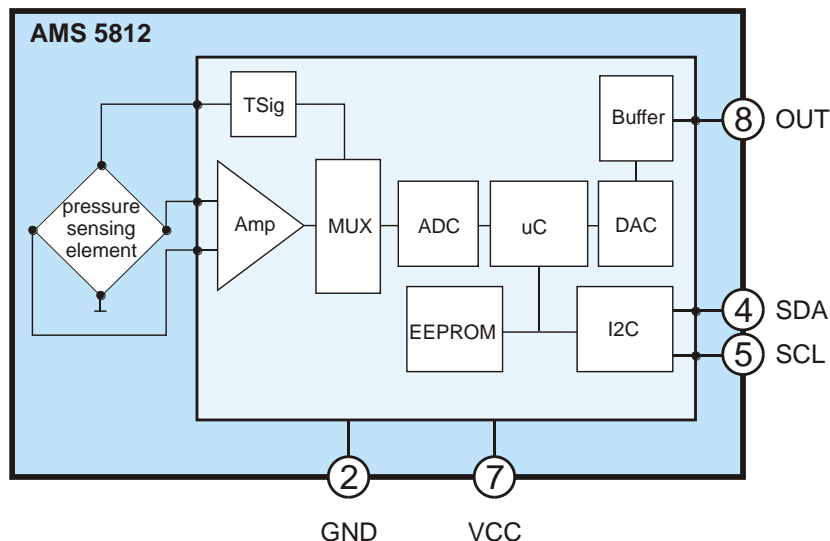 AMS 5812
TSig
Buffer
8 OUT
pressure
sensing
element
Amp
MUX
ADC
uC
DAC
EEPROM
I2C
4 SDA
5 SCL
2
7
GND
VCC